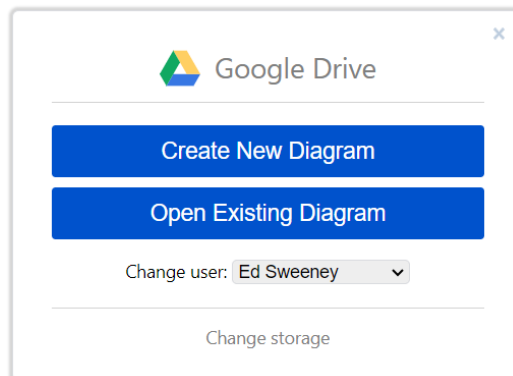 ×
Google Drive
Create New Diagram
Open Existing Diagram
Change user: Ed Sweeney
Change storage